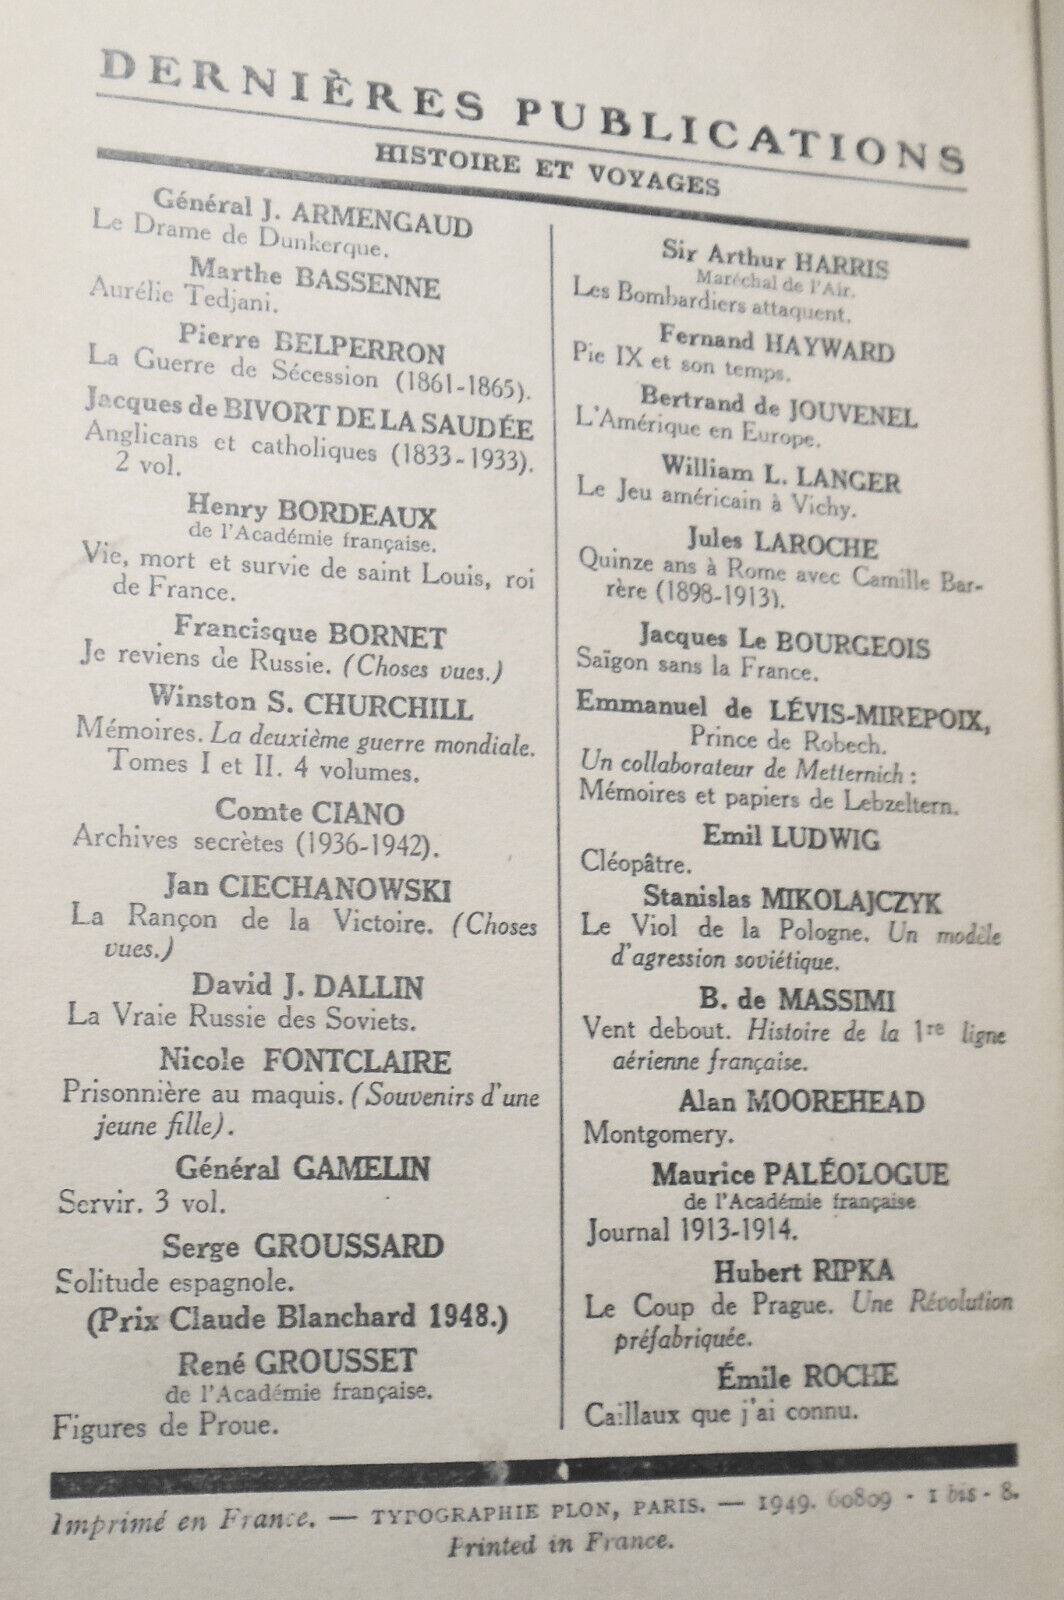 DERNIÈRES PUBLICATIONS
HISTOIRE ET VOYAGES
Général J. ARMENGAUD
Le Drame de Dunkerque.
Marthe BASSENNE
Aurélie Tedjani.
Pierre BELPERRON
La Guerre de Sécession (1861-1865).
Jacques de BIVORT DE LA SAUDÉE
Anglicans et catholiques (1833-1933).
2 vol.
Henry BORDEAUX
de l'Académie française.
Vie, mort et survie de saint Louis, roi
de France.
Francisque BORNET
Je reviens de Russie. (Choses vues.)
Winston S. CHURCHILL
Mémoires. La deuxième guerre mondiale.
Tomes I et II. 4 volumes.
Comte CIANO
Archives secrètes (1936-1942).
Jan CIECHANOWSKI
La Rançon de la Victoire. (Choses
vues.)
David J. DALLIN
La Vraie Russie des Soviets.
Nicole FONTCLAIRE
Prisonnière au maquis. (Souvenirs d'une
jeune fille).
Général GAMELIN
Servir. 3 vol.
Serge GROUSSARD
Solitude espagnole.
(Prix Claude Blanchard 1948.)
René GROUSSET
de l'Académie française.
Figures de Proue.
Sir Arthur HARRIS
Maréchal de l'Air.
Les Bombardiers attaquent.
Fernand HAYWARD
Pie IX et son temps.
Bertrand de JOUVENEL
L'Amérique en Europe.
William L. LANGER
Le Jeu américain à Vichy.
Jules LAROCHE
Quinze ans à Rome avec Camille Bar-
rère (1898-1913).
Jacques Le BOURGEOIS
Saïgon sans la France.
Emmanuel de LÉVIS-MIREPOIX,
Prince de Robech.
Un collaborateur de Metternich :
Mémoires et papiers de Lebzeltern.
Emil LUDWIG
Cléopâtre.
Stanislas MIKOLAJCZYK
Le Viol de la Pologne. Un modèle
d'agression soviétique.
B. de MASSIMI
Vent debout. Histoire de la 1re ligne
aérienne française.
Alan MOOREHEAD
Montgomery.
Maurice PALÉOLOGUE
de l'Académie française
Journal 1913-1914.
Hubert RIPKA
Le Coup de Prague. Une Révolution
préfabriquée.
Émile ROCHE
Caillaux que j'ai connu.
Imprimé en France. — TYPOGRAPHIE PLON, PARIS. — 1949. 60809 - 1 bis - 8.
Printed in France.